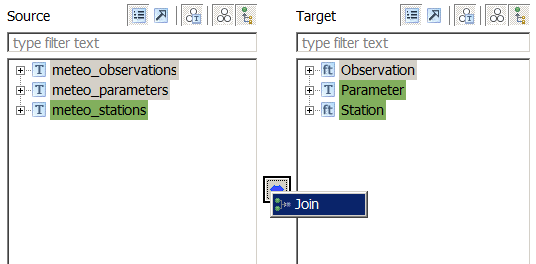 Source
Target
type filter text
type filter text
T meteo_observations
T meteo_parameters
T meteo_stations
ft Observation
T Parameter
ft Station
Join